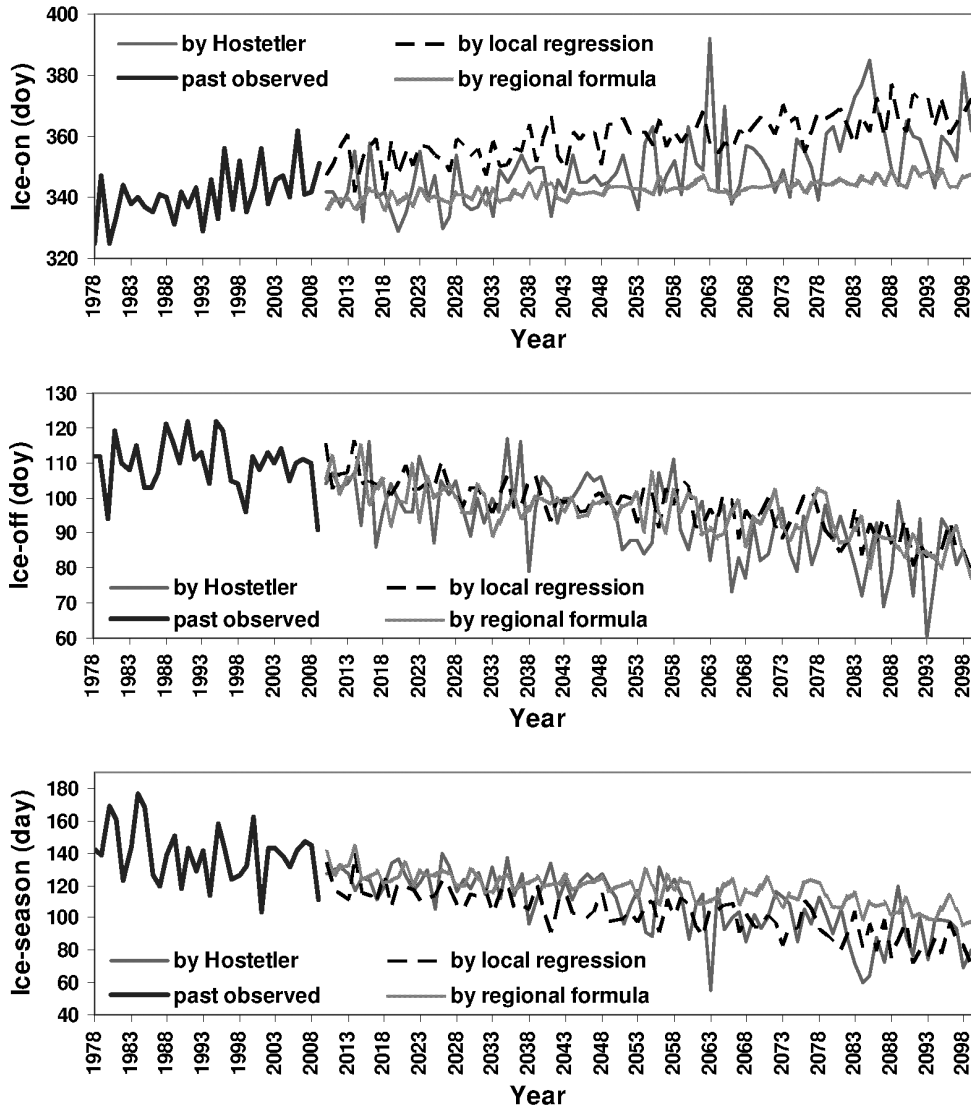 400
380
360
340
320
Ice-on (doy)
by Hostetler
by local regression
past observed
by regional formula
1978 1983 1988 1993 1998 2003 2008 2013 2018 2023 2028 2033 2038 2043 2048 2053 2058 2063 2068 2073 2078 2083 2088 2093 2098
Year
130
120
110
100
90
80
70
60
Ice-off (doy)
by Hostetler
by local regression
past observed
by regional formula
1978 1983 1988 1993 1998 2003 2008 2013 2018 2023 2028 2033 2038 2043 2048 2053 2058 2063 2068 2073 2078 2083 2088 2093 2098
Year
180
160
140
120
100
80
60
40
Ice-season (day)
by Hostetler
by local regression
past observed
by regional formula
1978 1983 1988 1993 1998 2003 2008 2013 2018 2023 2028 2033 2038 2043 2048 2053 2058 2063 2068 2073 2078 2083 2088 2093 2098
Year